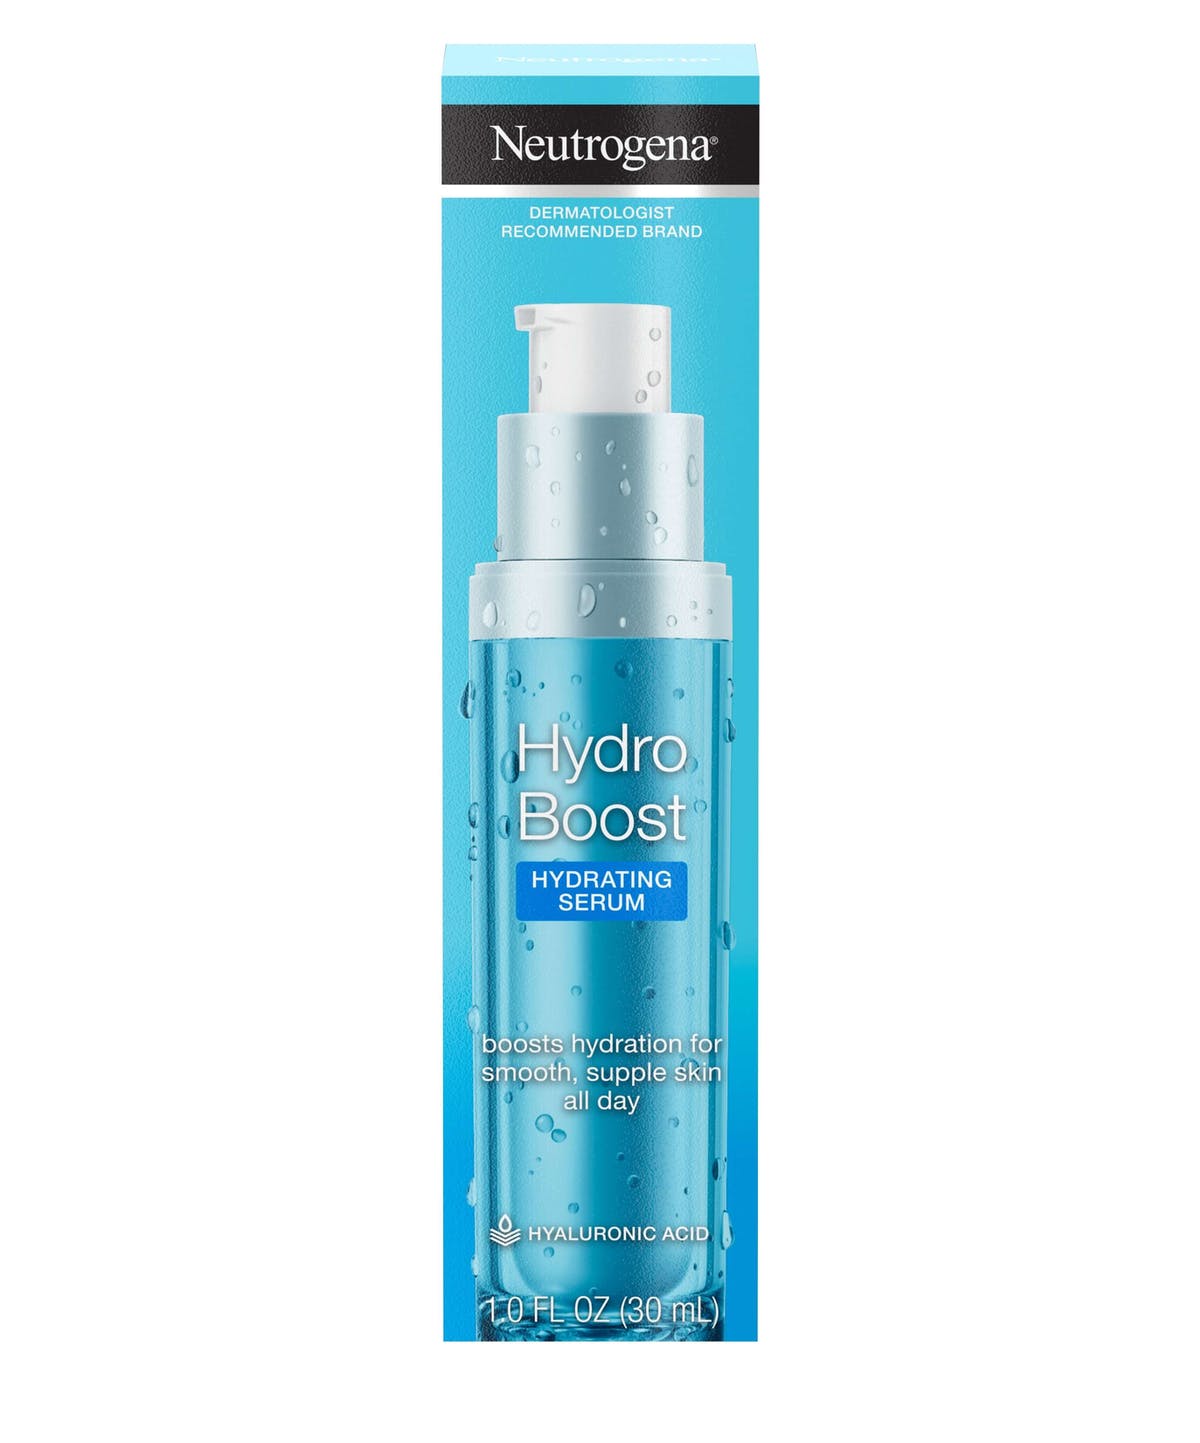 Neutrogena
Neutrogena®
DERMATOLOGIST
RECOMMENDED BRAND
Hydro
Boost
HYDRATING
SERUM
boosts hydration for
smooth, supple skin
all day
HYALURONIC ACID
1.0 FL OZ (30 mL)